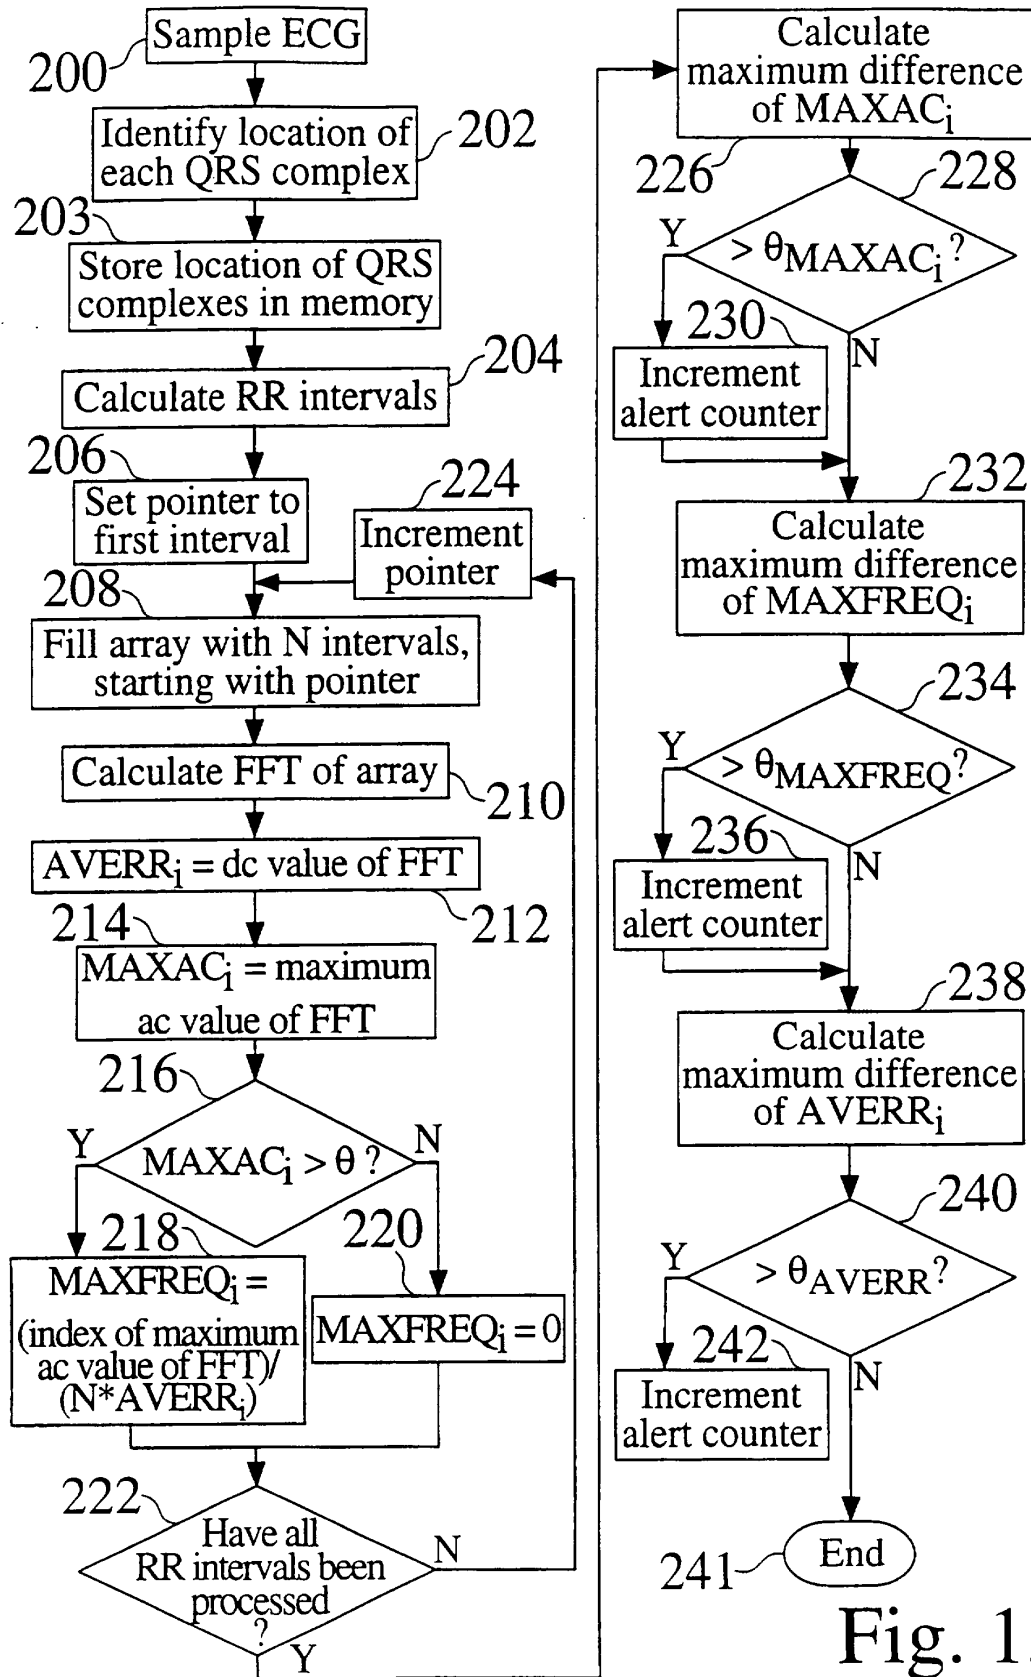 Sample ECG
200
Identify location of
each QRS complex
202
203
Store location of QRS
complexes in memory
204
Calculate RR intervals
206
Set pointer to
first interval
224
Increment
pointer
208
Fill array with N intervals,
starting with pointer
Calculate FFT of array
210
AVERRi = dc value of FFT
212
214
MAXACi = maximum
ac value of FFT
216
Y
MAXACi > θ ?
N
218
MAXFREQi =
(index of maximum
ac value of FFT)/
(N*AVERRi)
220
MAXFREQi = 0
222
Have all
RR intervals been
processed
?
N
Y
Calculate
maximum difference
of MAXACi
226
228
Y
> θMAXACi ?
N
230
Increment
alert counter
232
Calculate
maximum difference
of MAXFREQi
234
Y
> θMAXFREQ?
N
236
Increment
alert counter
238
Calculate
maximum difference
of AVERRi
240
Y
> θAVERR?
N
242
Increment
alert counter
241
End
Fig. 1